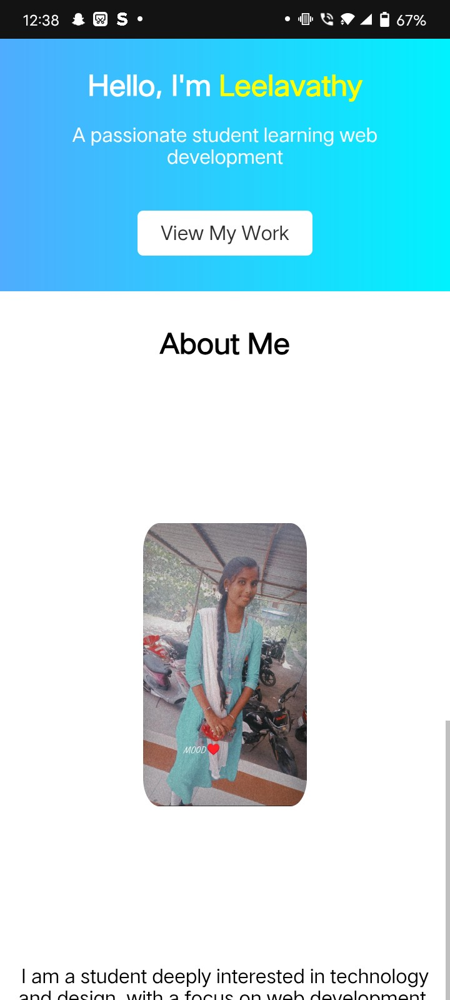 12:38 S 67%
Hello, I'm Leelavathy
A passionate student learning web
development
View My Work
About Me
MOOD❤️
I am a student deeply interested in technology
and design, with a focus on web development.